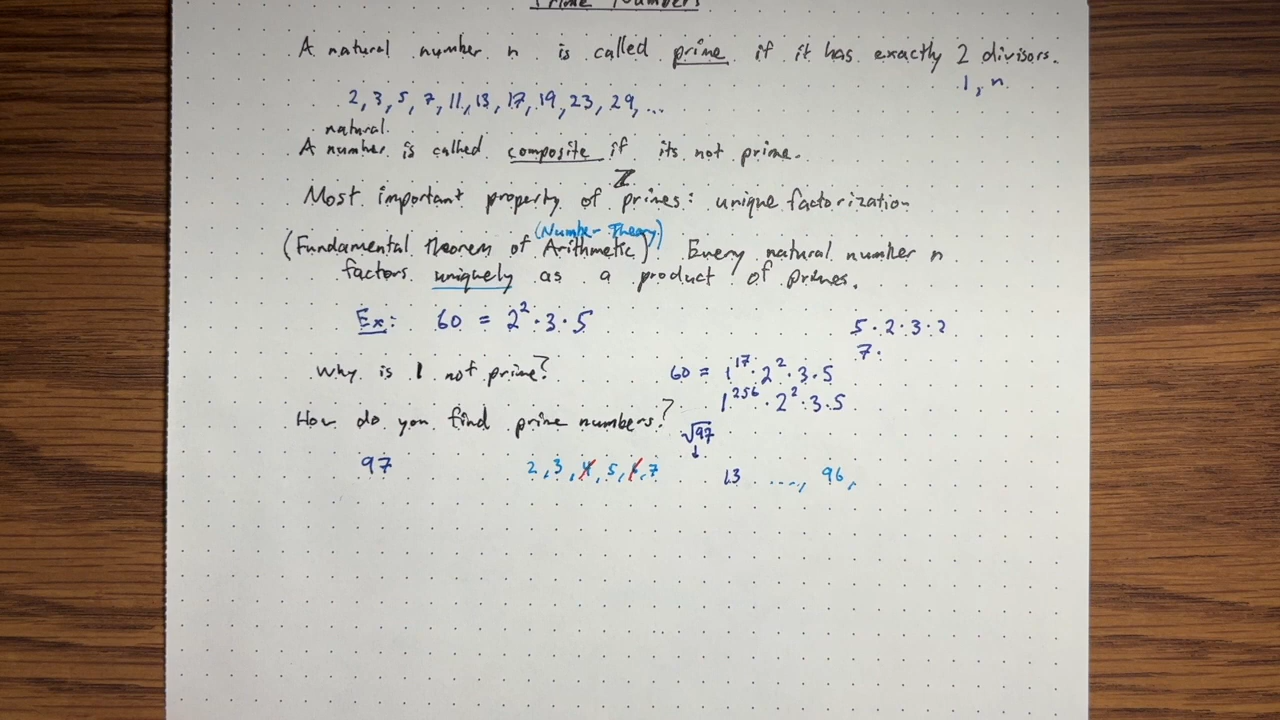 Prime Numbers
A natural number n is called prime if it has exactly 2 divisors.
1, n
2, 3, 5, 7, 11, 13, 17, 19, 23, 29, ...
natural
A number is called composite if its not prime.
ℤ
Most important property of primes: unique factorization
(Number Theory)
(Fundamental theorem of Arithmetic) Every natural number n
factors uniquely as a product of primes.
Ex: 60 = 2²·3·5
5·2·3·2
7·
Why is 1 not prime?
60 = 1¹⁷·2²·3·5
1²⁵⁶·2²·3·5
How do you find prime numbers?
√97
↓
97 2, 3, 4, 5, 6, 7 13 ...., 96,